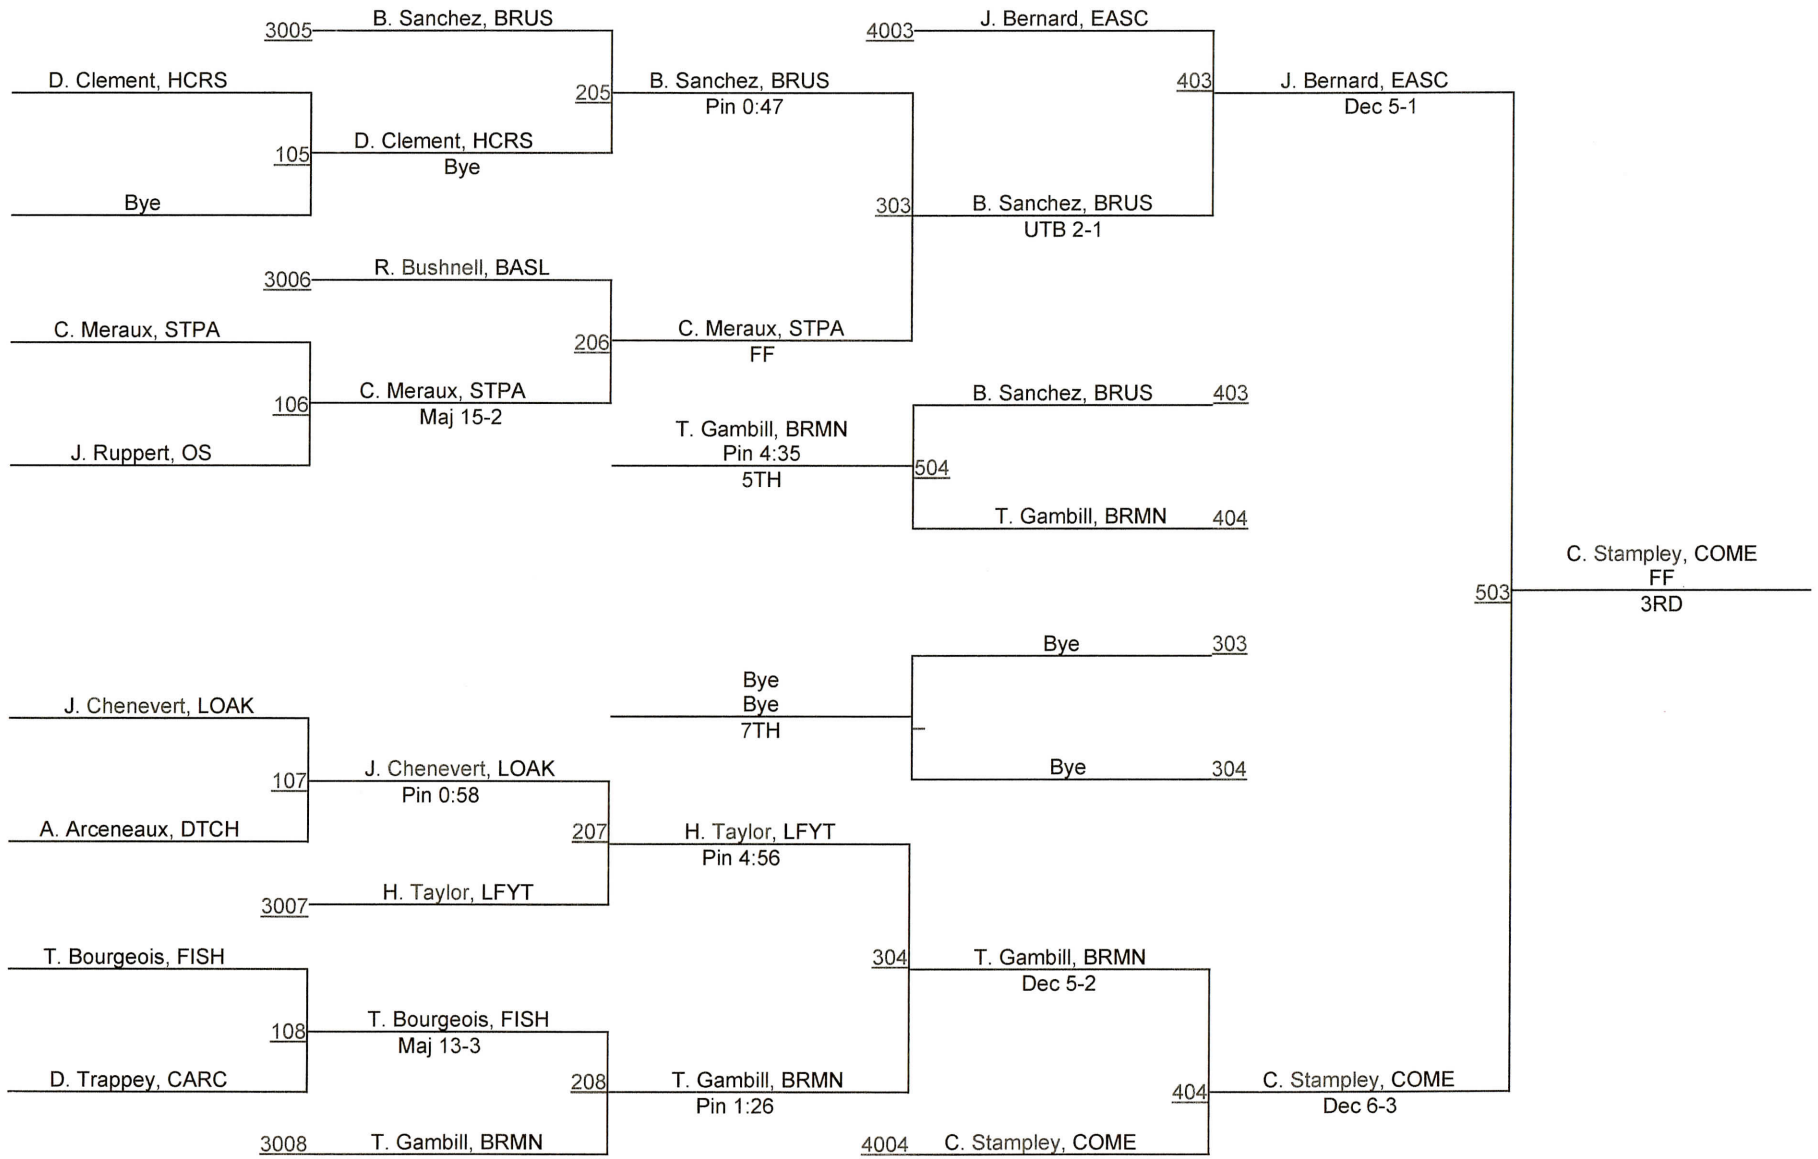 B. Sanchez, BRUS
3005
D. Clement, HCRS
105
D. Clement, HCRS
Bye
Bye
205
B. Sanchez, BRUS
Pin 0:47
3006
R. Bushnell, BASL
C. Meraux, STPA
106
C. Meraux, STPA
Maj 15-2
J. Ruppert, OS
206
C. Meraux, STPA
FF
303
B. Sanchez, BRUS
UTB 2-1
4003
J. Bernard, EASC
403
J. Bernard, EASC
Dec 5-1
B. Sanchez, BRUS
403
T. Gambill, BRMN
Pin 4:35
5TH
504
T. Gambill, BRMN
404
C. Stampley, COME
FF
3RD
503
Bye
303
Bye
Bye
7TH
Bye
304
J. Chenevert, LOAK
107
J. Chenevert, LOAK
Pin 0:58
A. Arceneaux, DTCH
207
H. Taylor, LFYT
Pin 4:56
3007
H. Taylor, LFYT
T. Bourgeois, FISH
108
T. Bourgeois, FISH
Maj 13-3
D. Trappey, CARC
208
T. Gambill, BRMN
Pin 1:26
3008
T. Gambill, BRMN
304
T. Gambill, BRMN
Dec 5-2
404
C. Stampley, COME
Dec 6-3
4004
C. Stampley, COME